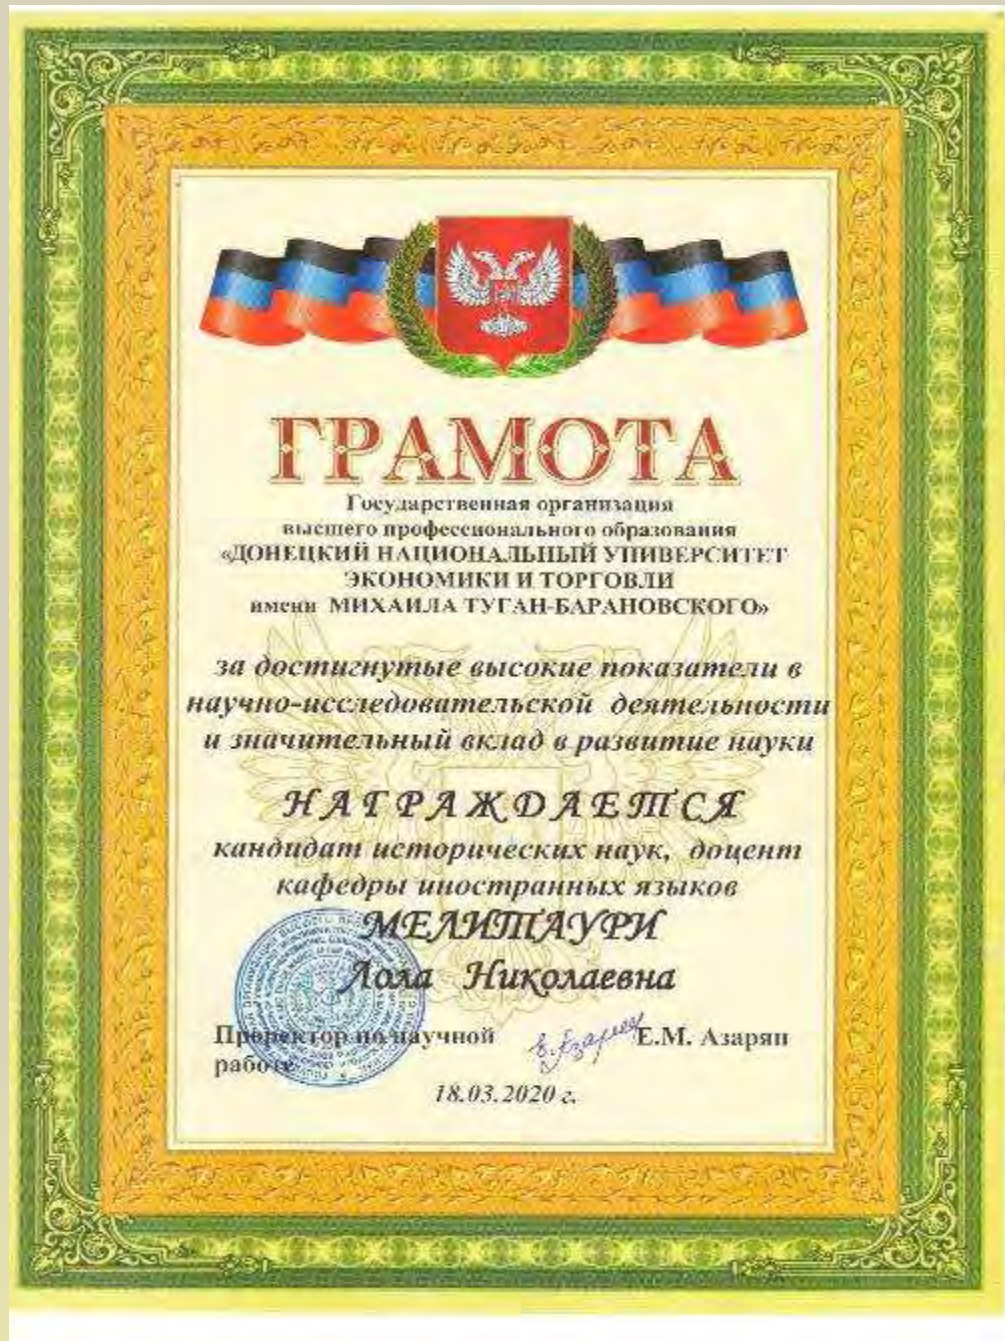 ГРАМОТА
Государственная организация
высшего профессионального образования
«ДОНЕЦКИЙ НАЦИОНАЛЬНЫЙ УНИВЕРСИТЕТ
ЭКОНОМИКИ И ТОРГОВЛИ
имени МИХАИЛА ТУГАН-БАРАНОВСКОГО»
за достигнутые высокие показатели в
научно-исследовательской деятельности
и значительный вклад в развитие науки
НАГРАЖДАЕТСЯ
кандидат исторических наук, доцент
кафедры иностранных языков
МЕЛИТАУРИ
Лола Николаевна
Проректор по научной Е.М. Азарян
работе
18.03.2020 г.